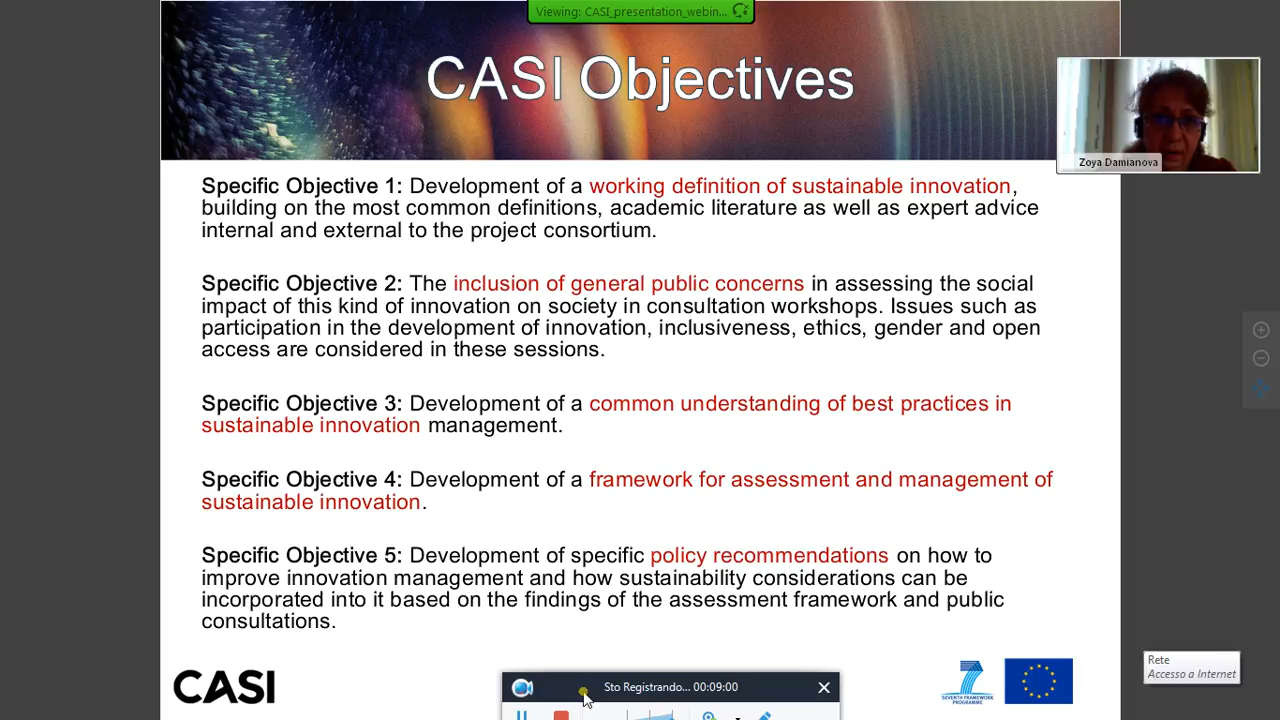 Viewing: CASI_presentation_webin...
CASI Objectives
Zoya Damianova
Specific Objective 1: Development of a working definition of sustainable innovation,
building on the most common definitions, academic literature as well as expert advice
internal and external to the project consortium.
Specific Objective 2: The inclusion of general public concerns in assessing the social
impact of this kind of innovation on society in consultation workshops. Issues such as
participation in the development of innovation, inclusiveness, ethics, gender and open
access are considered in these sessions.
Specific Objective 3: Development of a common understanding of best practices in
sustainable innovation management.
Specific Objective 4: Development of a framework for assessment and management of
sustainable innovation.
Specific Objective 5: Development of specific policy recommendations on how to
improve innovation management and how sustainability considerations can be
incorporated into it based on the findings of the assessment framework and public
consultations.
CASI
SEVENTH FRAMEWORK
PROGRAMME
Rete
Accesso a Internet
Sto Registrando... 00:09:00